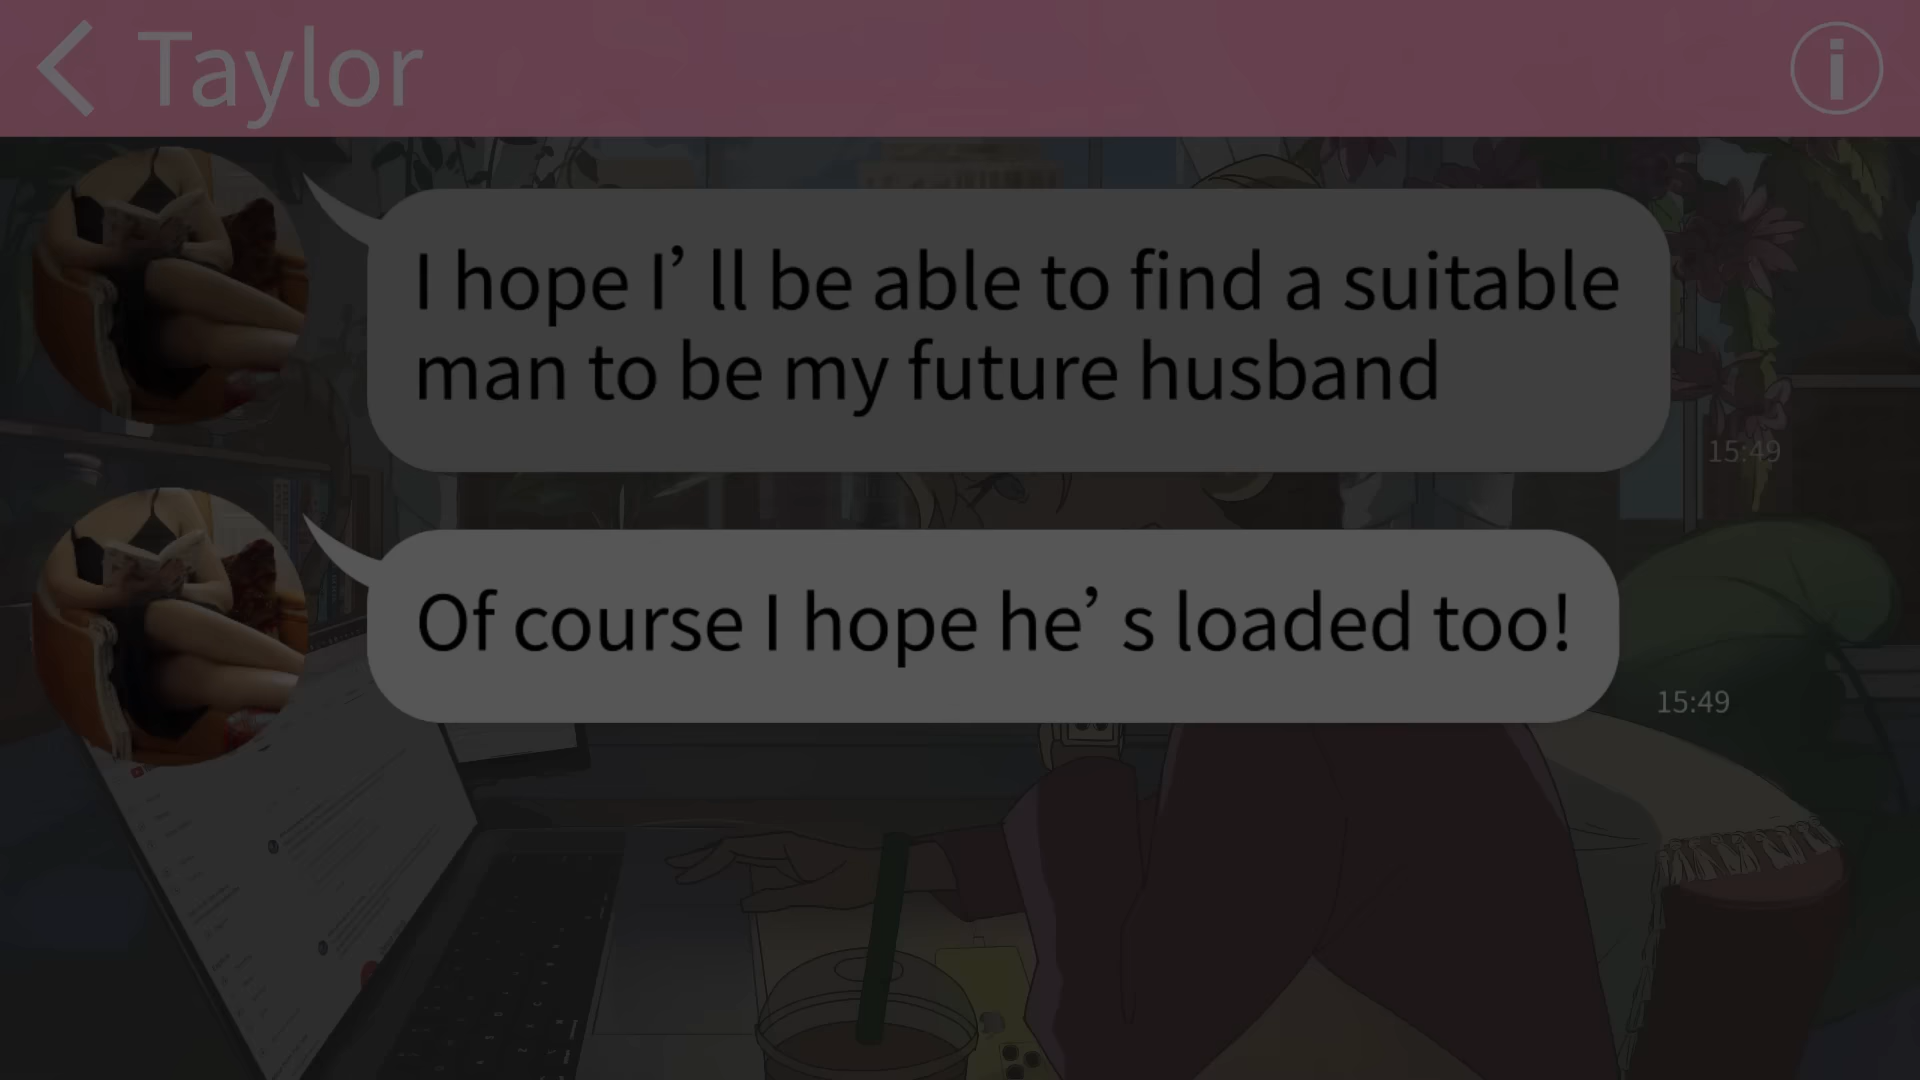 Taylor
I hope I’ll be able to find a suitable
man to be my future husband
15:49
Of course I hope he’s loaded too!
15:49